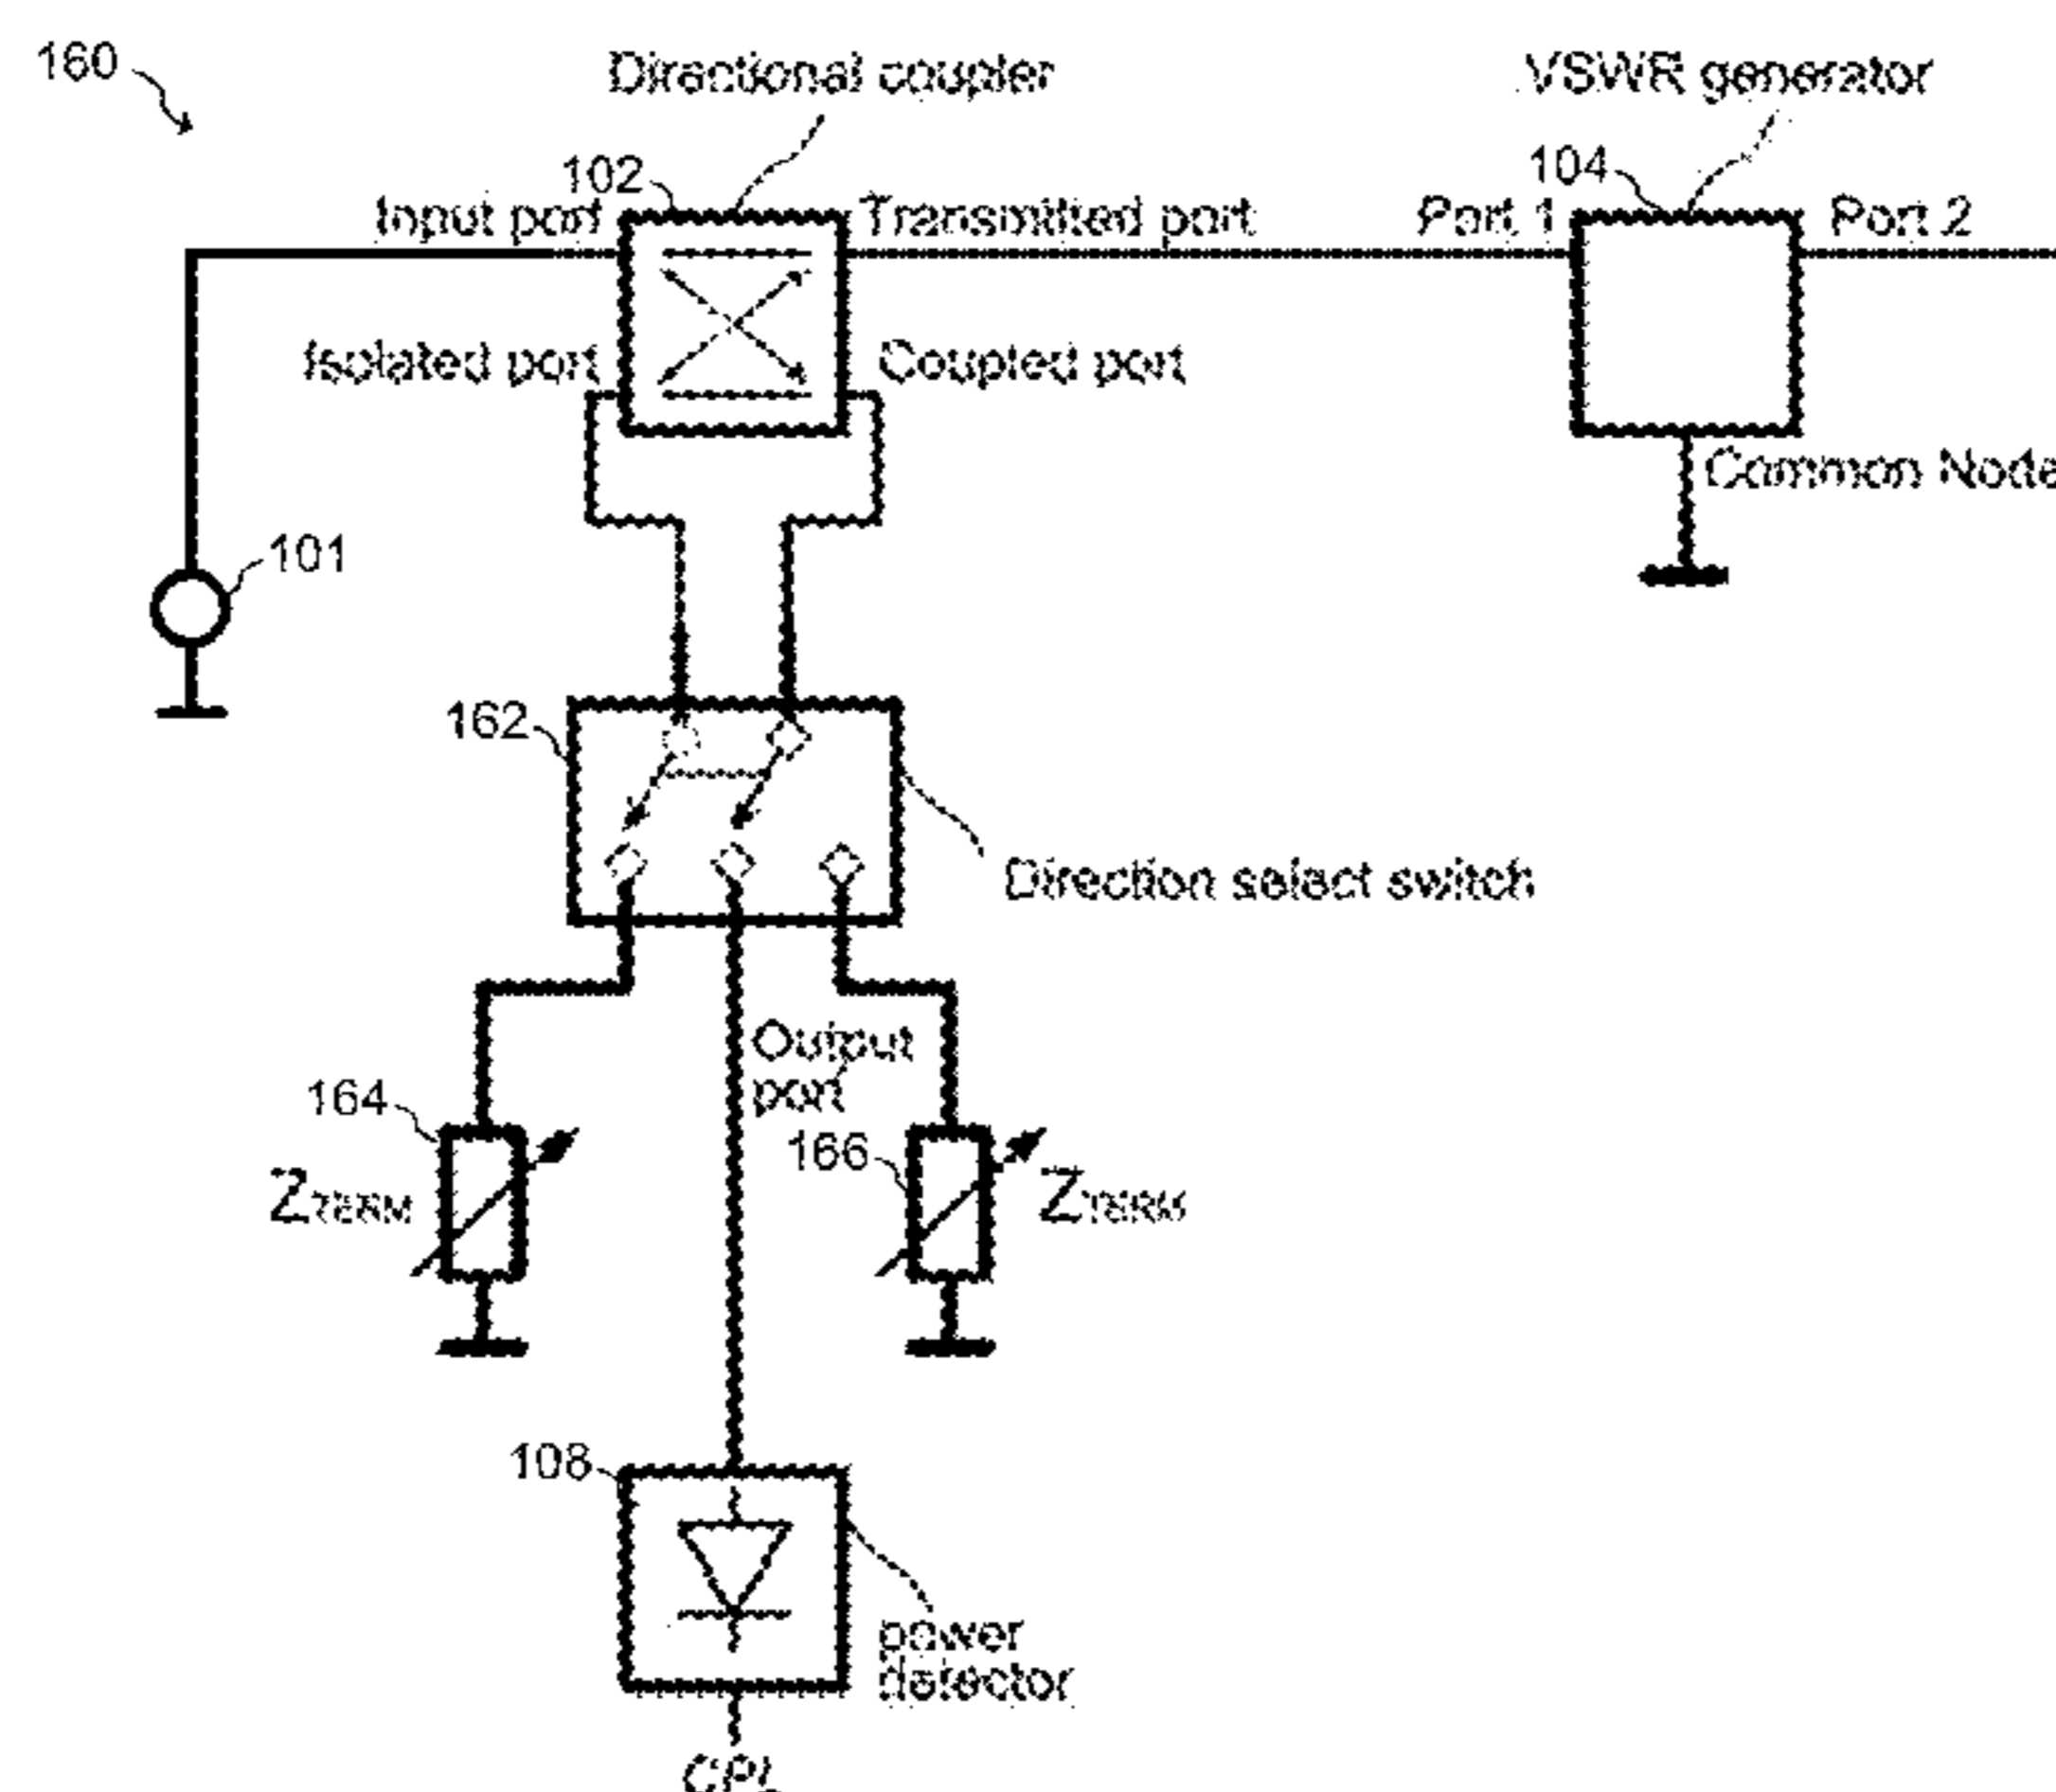 160
Directional coupler
VSWR generator
102
104
Input port
Transmitted port
Port 1
Port 2
Isolated port
Coupled port
Common Node
101
162
Direction select switch
Output
port
164
166
ZTERM
ZTERM
108
power
detector
CPL